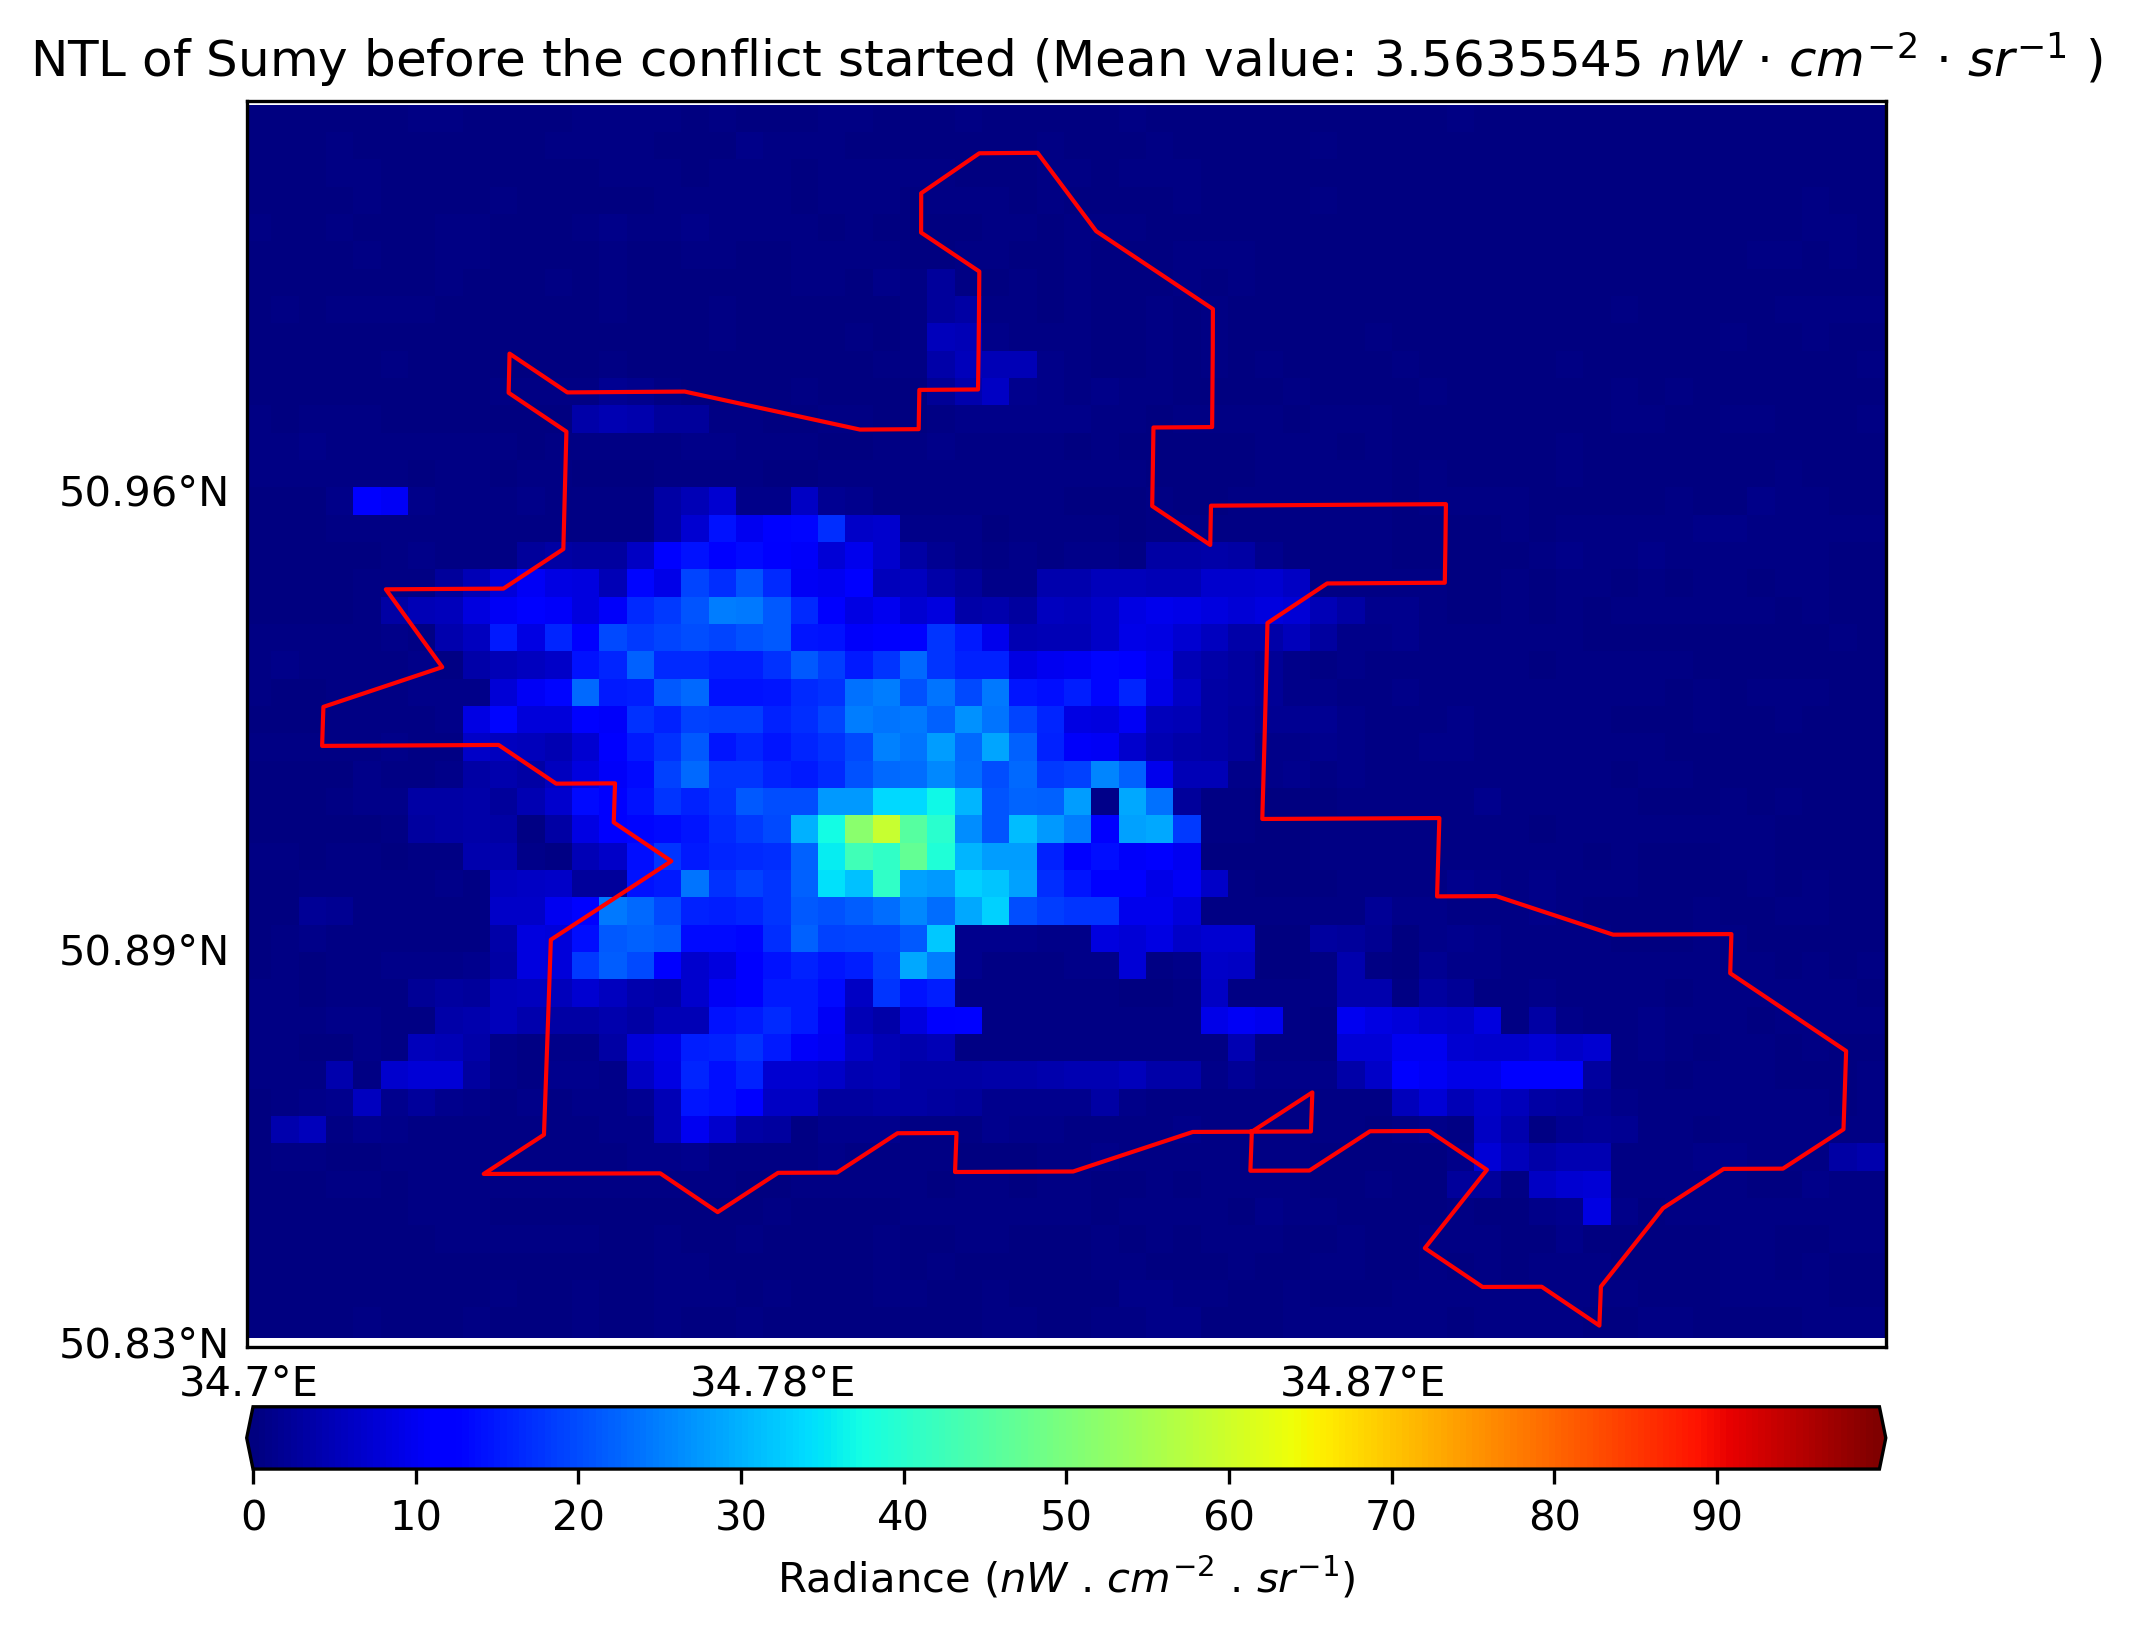 NTL of Sumy before the conflict started (Mean value: 3.5635545 nW · cm⁻² · sr⁻¹ )
50.96°N
50.89°N
50.83°N
34.7°E 34.78°E 34.87°E
0 10 20 30 40 50 60 70 80 90
Radiance (nW . cm⁻² . sr⁻¹)